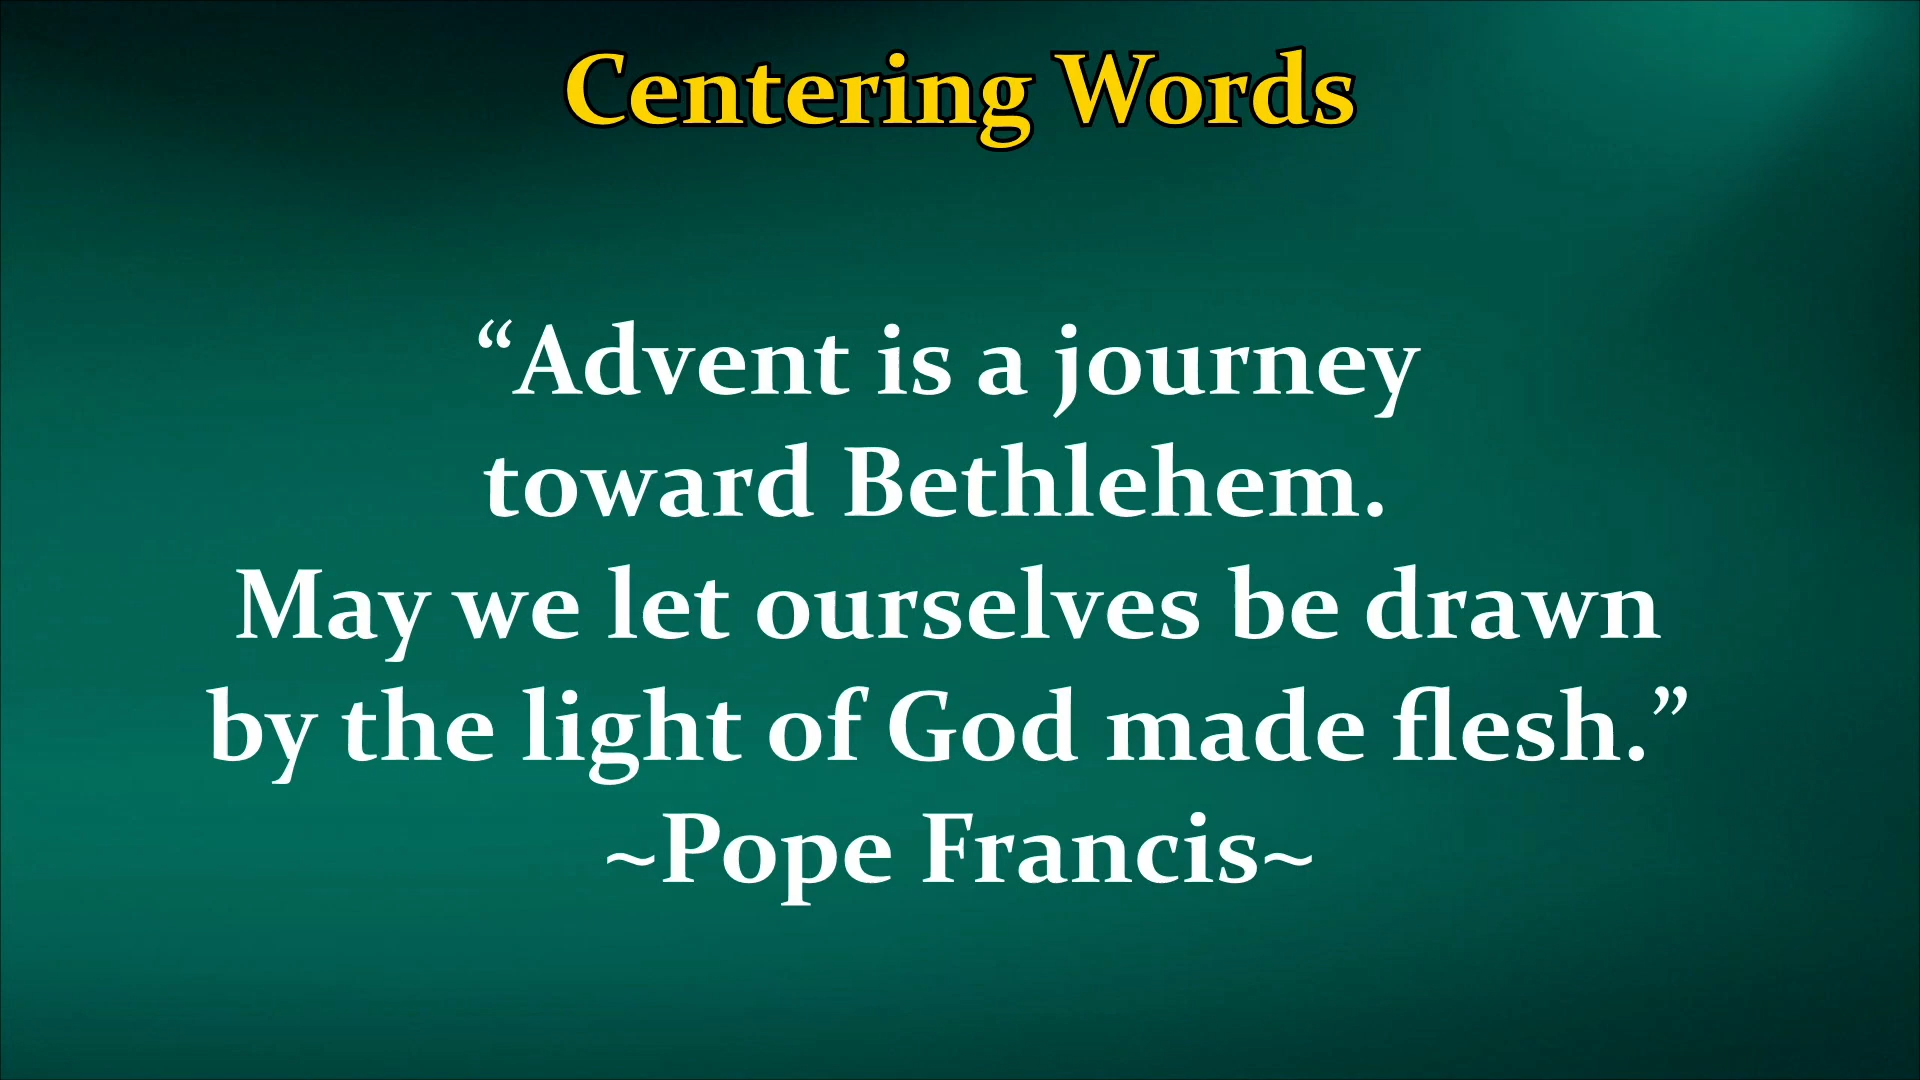 Centering Words
“Advent is a journey
toward Bethlehem.
May we let ourselves be drawn
by the light of God made flesh.”
~Pope Francis~